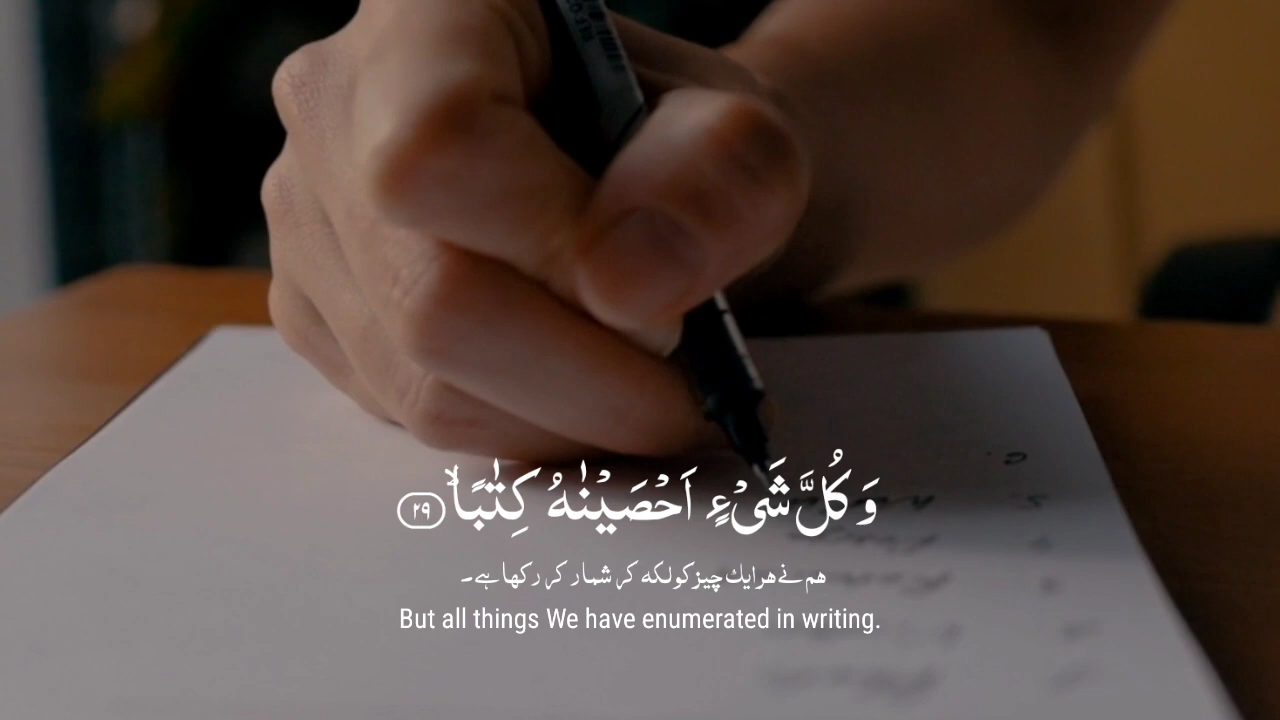 وَكُلَّ شَىْءٍ اَحْصَيْنٰهُ كِتٰبًاۙ ۲۹
ہم نے ہر ایک چیز کو لکھ کر شمار کر رکھا ہے۔
But all things We have enumerated in writing.